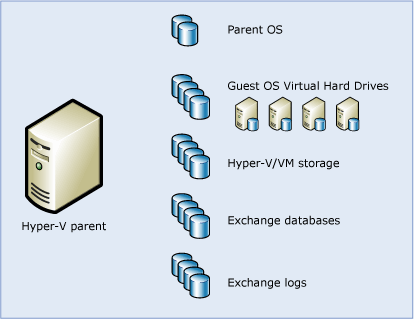 Parent OS
Guest OS Virtual Hard Drives
Hyper-V/VM storage
Hyper-V parent
Exchange databases
Exchange logs